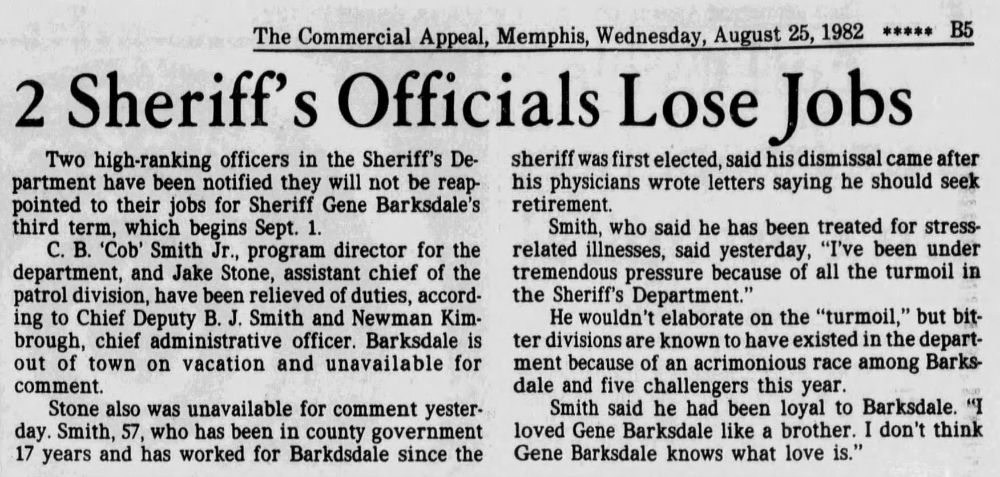 The Commercial Appeal, Memphis, Wednesday, August 25, 1982 ***** B5
2 Sheriff's Officials Lose Jobs
Two high-ranking officers in the Sheriff's De-
partment have been notified they will not be reap-
pointed to their jobs for Sheriff Gene Barksdale's
third term, which begins Sept. 1.
C. B. 'Cob' Smith Jr., program director for the
department, and Jake Stone, assistant chief of the
patrol division, have been relieved of duties, accord-
ing to Chief Deputy B. J. Smith and Newman Kim-
brough, chief administrative officer. Barksdale is
out of town on vacation and unavailable for
comment.
Stone also was unavailable for comment yester-
day. Smith, 57, who has been in county government
17 years and has worked for Barkdsdale since the
sheriff was first elected, said his dismissal came after
his physicians wrote letters saying he should seek
retirement.
Smith, who said he has been treated for stress-
related illnesses, said yesterday, "I've been under
tremendous pressure because of all the turmoil in
the Sheriff's Department."
He wouldn't elaborate on the "turmoil," but bit-
ter divisions are known to have existed in the depart-
ment because of an acrimonious race among Barks-
dale and five challengers this year.
Smith said he had been loyal to Barksdale. "I
loved Gene Barksdale like a brother. I don't think
Gene Barksdale knows what love is."